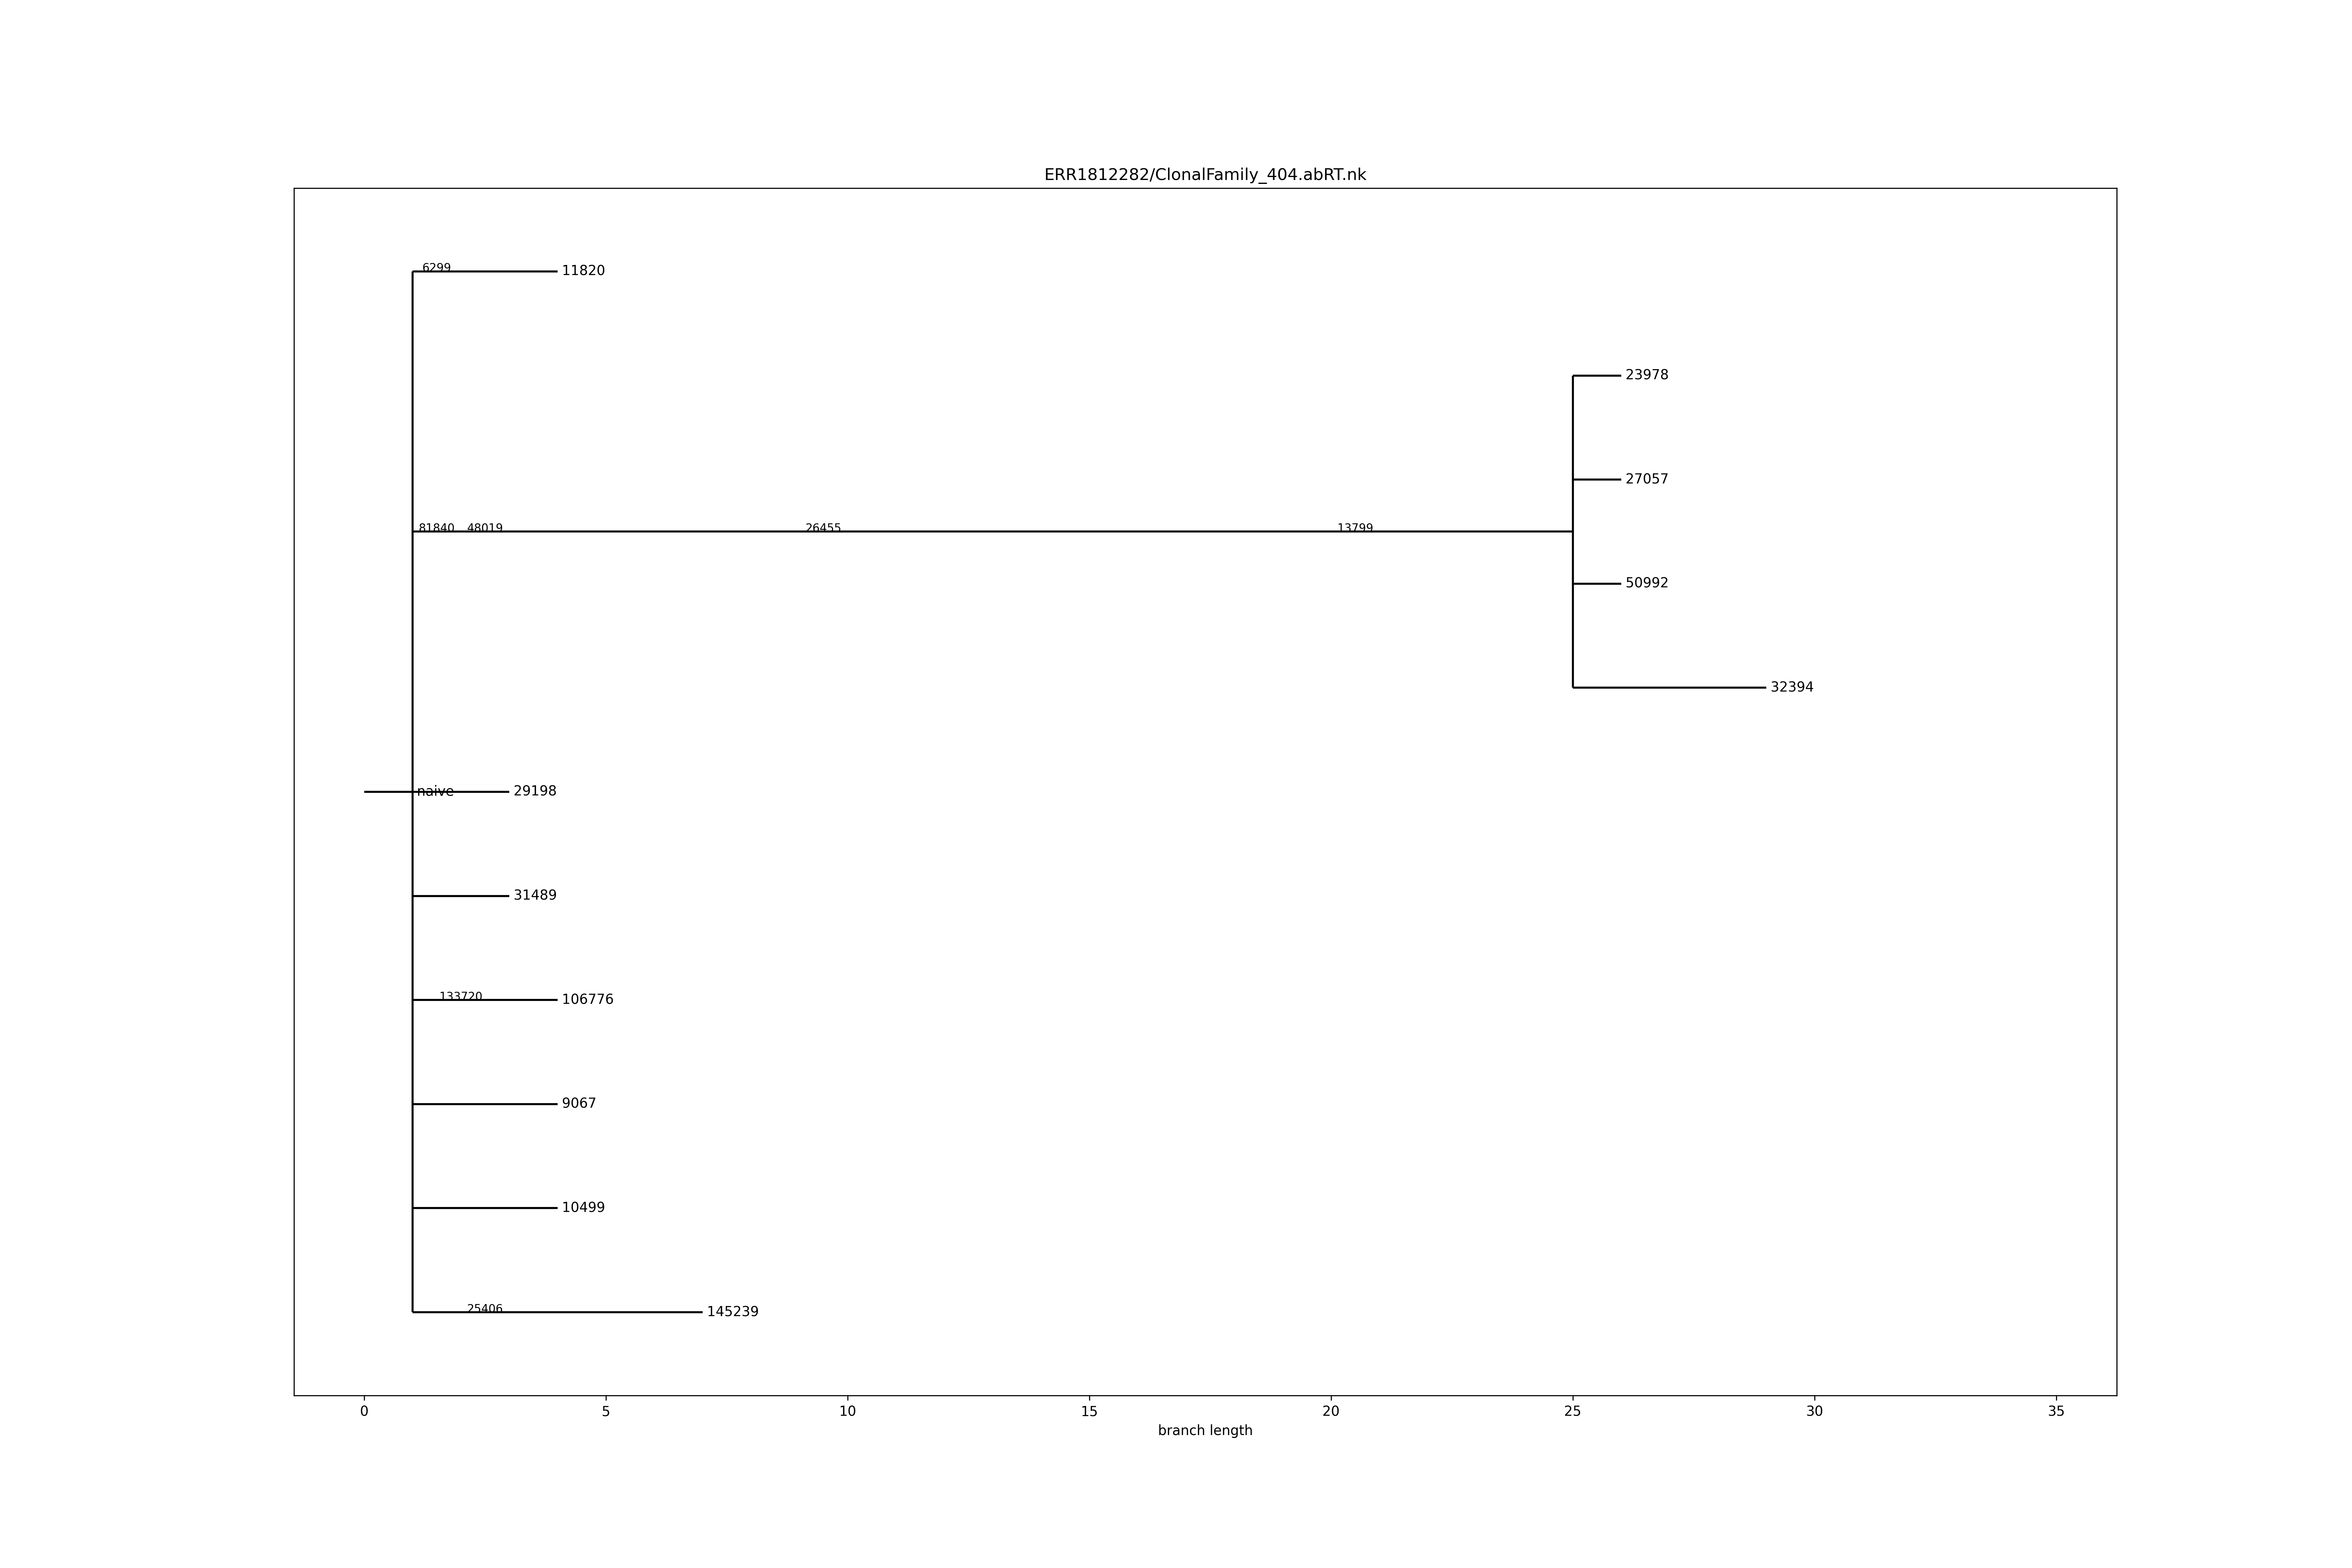 ERR1812282/ClonalFamily_404.abRT.nk
6299 11820
23978
27057
81840 48019 26455 13799
50992
32394
naive 29198
31489
133720 106776
9067
10499
25406 145239
0 5 10 15 20 25 30 35
branch length